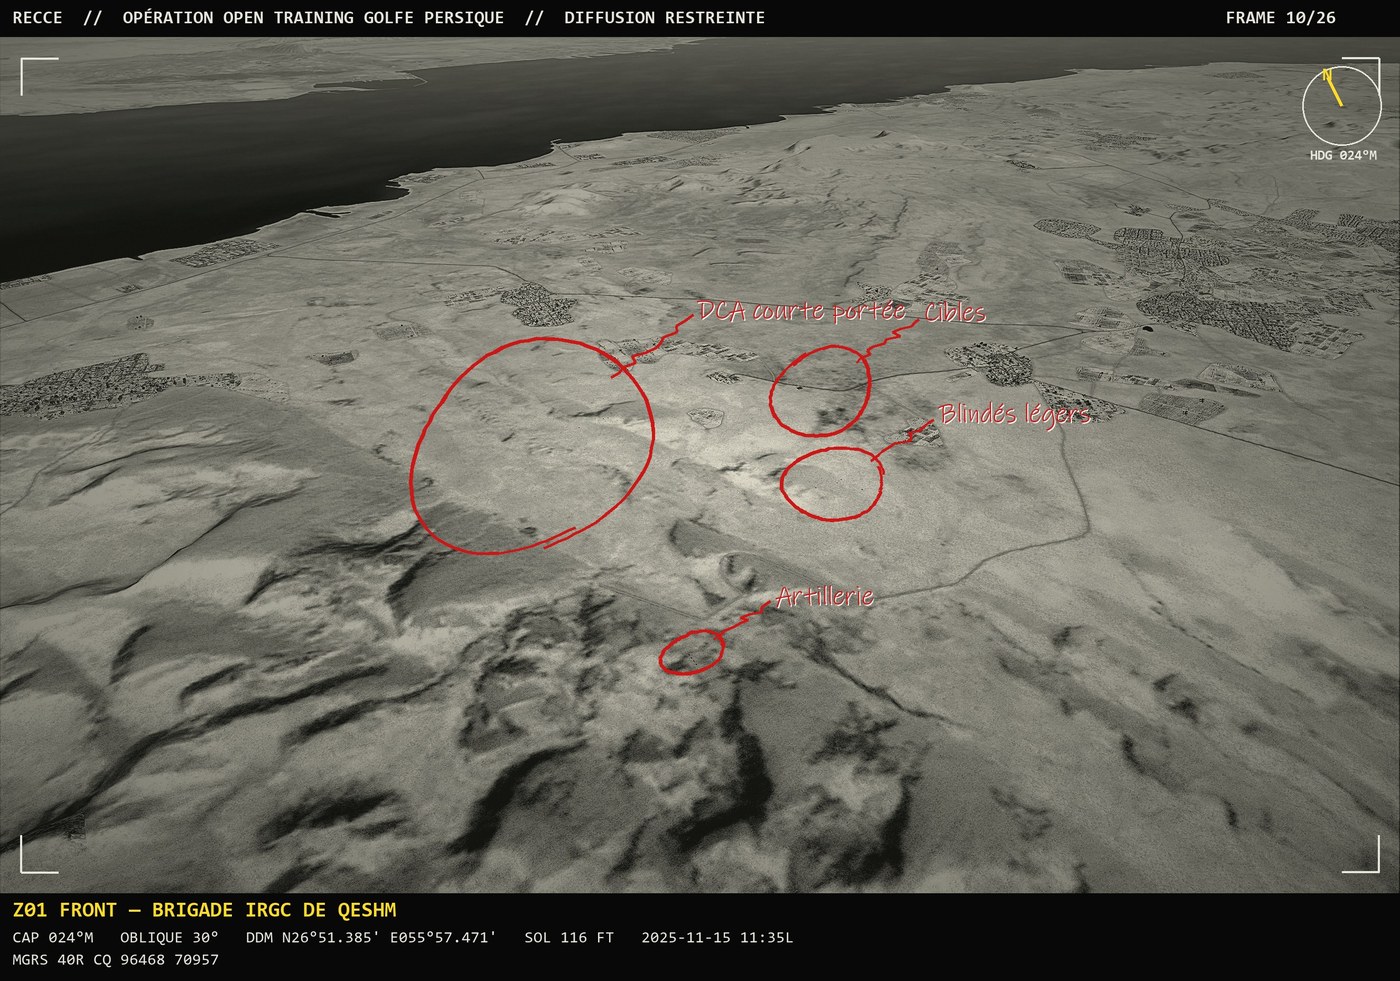 RECCE // OPÉRATION OPEN TRAINING GOLFE PERSIQUE // DIFFUSION RESTREINTE FRAME 10/26
N
HDG 024°M
DCA courte portée
Cibles
Blindés légers
Artillerie
Z01 FRONT — BRIGADE IRGC DE QESHM
CAP 024°M OBLIQUE 30° DDM N26°51.385' E055°57.471' SOL 116 FT 2025-11-15 11:35L
MGRS 40R CQ 96468 70957